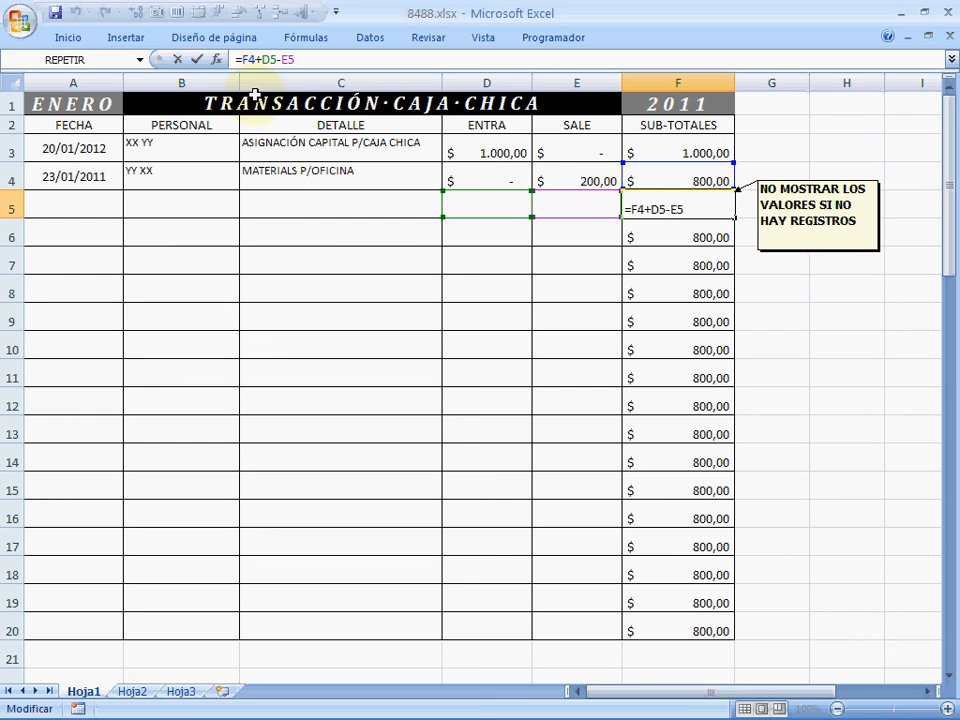 8488.xlsx - Microsoft Excel
Inicio Insertar Diseño de página Fórmulas Datos Revisar Vista Programador
REPETIR fx =F4+D5-E5
A B C D E F G H I
1 ENERO TRANSACCIÓN·CAJA·CHICA 2011
2 FECHA PERSONAL DETALLE ENTRA SALE SUB-TOTALES
3 20/01/2012 XX YY ASIGNACIÓN CAPITAL P/CAJA CHICA $ 1.000,00 $ - $ 1.000,00
4 23/01/2011 YY XX MATERIALS P/OFICINA $ - $ 200,00 $ 800,00
5 =F4+D5-E5
NO MOSTRAR LOS
VALORES SI NO
HAY REGISTROS
6 $ 800,00
7 $ 800,00
8 $ 800,00
9 $ 800,00
10 $ 800,00
11 $ 800,00
12 $ 800,00
13 $ 800,00
14 $ 800,00
15 $ 800,00
16 $ 800,00
17 $ 800,00
18 $ 800,00
19 $ 800,00
20 $ 800,00
21
Hoja1 Hoja2 Hoja3
Modificar 100%